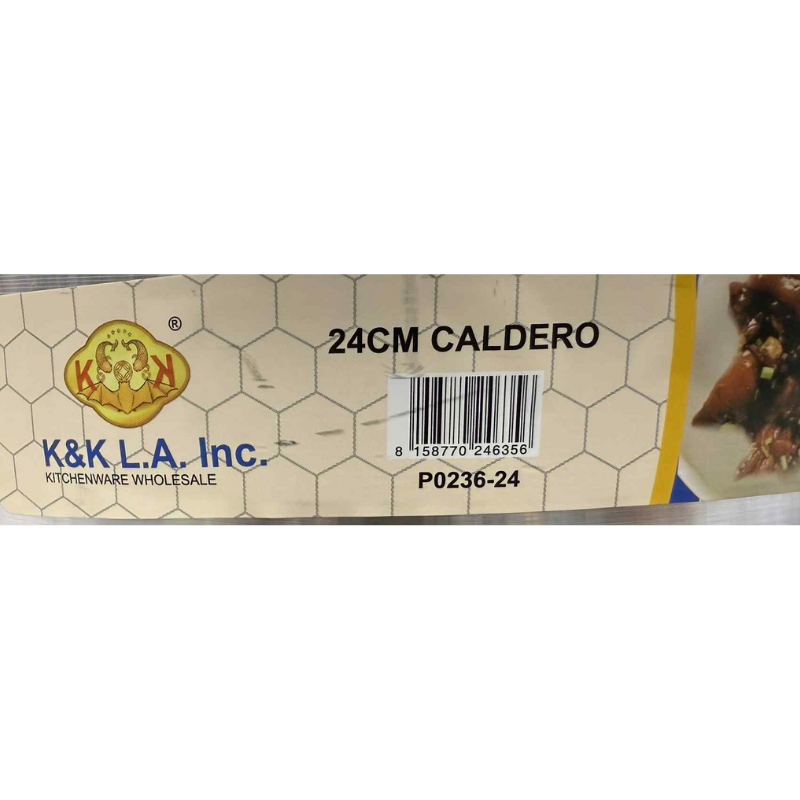 K K
®
K&K L.A. Inc.
KITCHENWARE WHOLESALE
24CM CALDERO
8 158770 246356
P0236-24